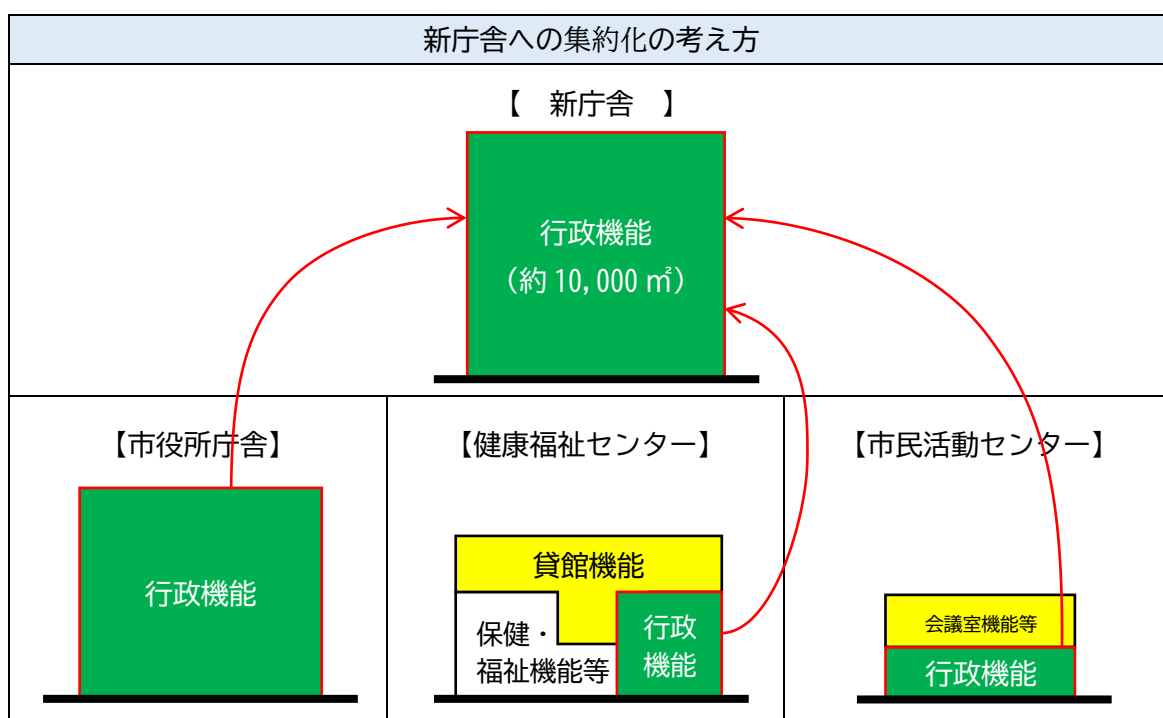 新庁舎への集約化の考え方
【　新庁舎　】
行政機能
（約 10,000 ㎡）
【市役所庁舎】
行政機能
【健康福祉センター】
貸館機能
保健・
福祉機能等
行政
機能
【市民活動センター】
会議室機能等
行政機能